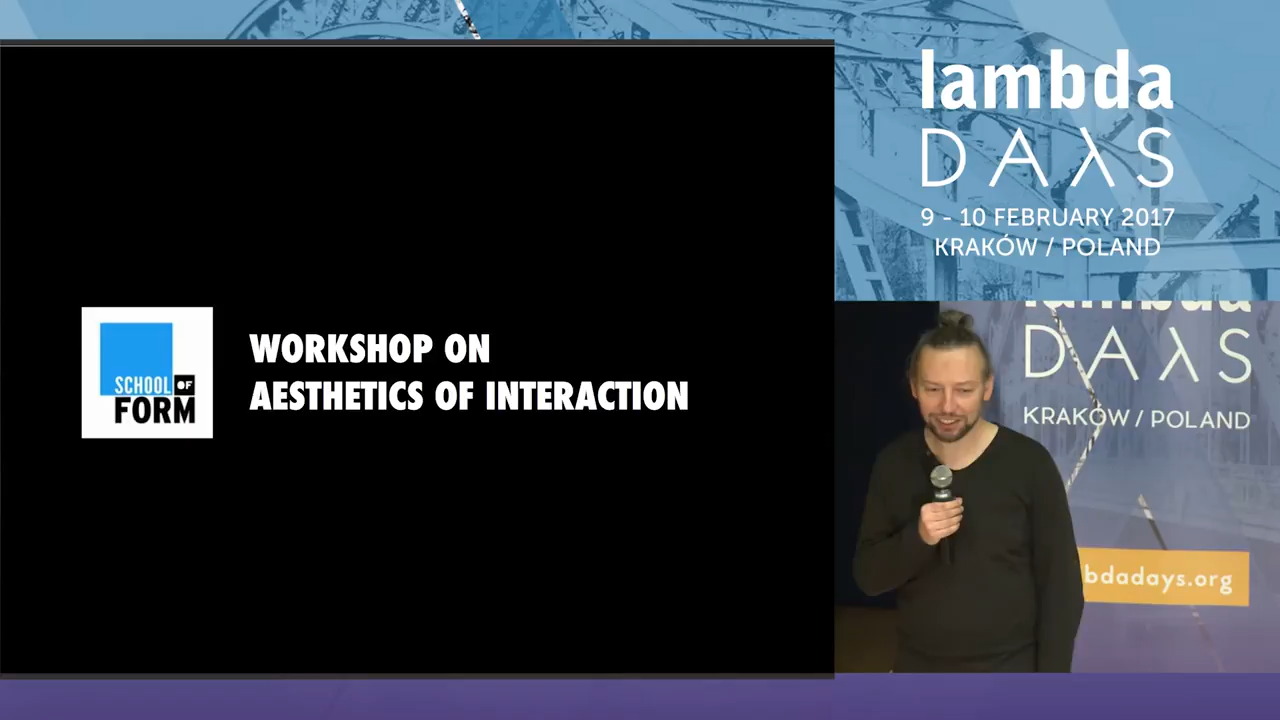 SCHOOL OF
FORM
WORKSHOP ON
AESTHETICS OF INTERACTION
lambda
DAλS
9 - 10 FEBRUARY 2017
KRAKÓW / POLAND
lambda
DAλS
KRAKÓW / POLAND
bdadays.org